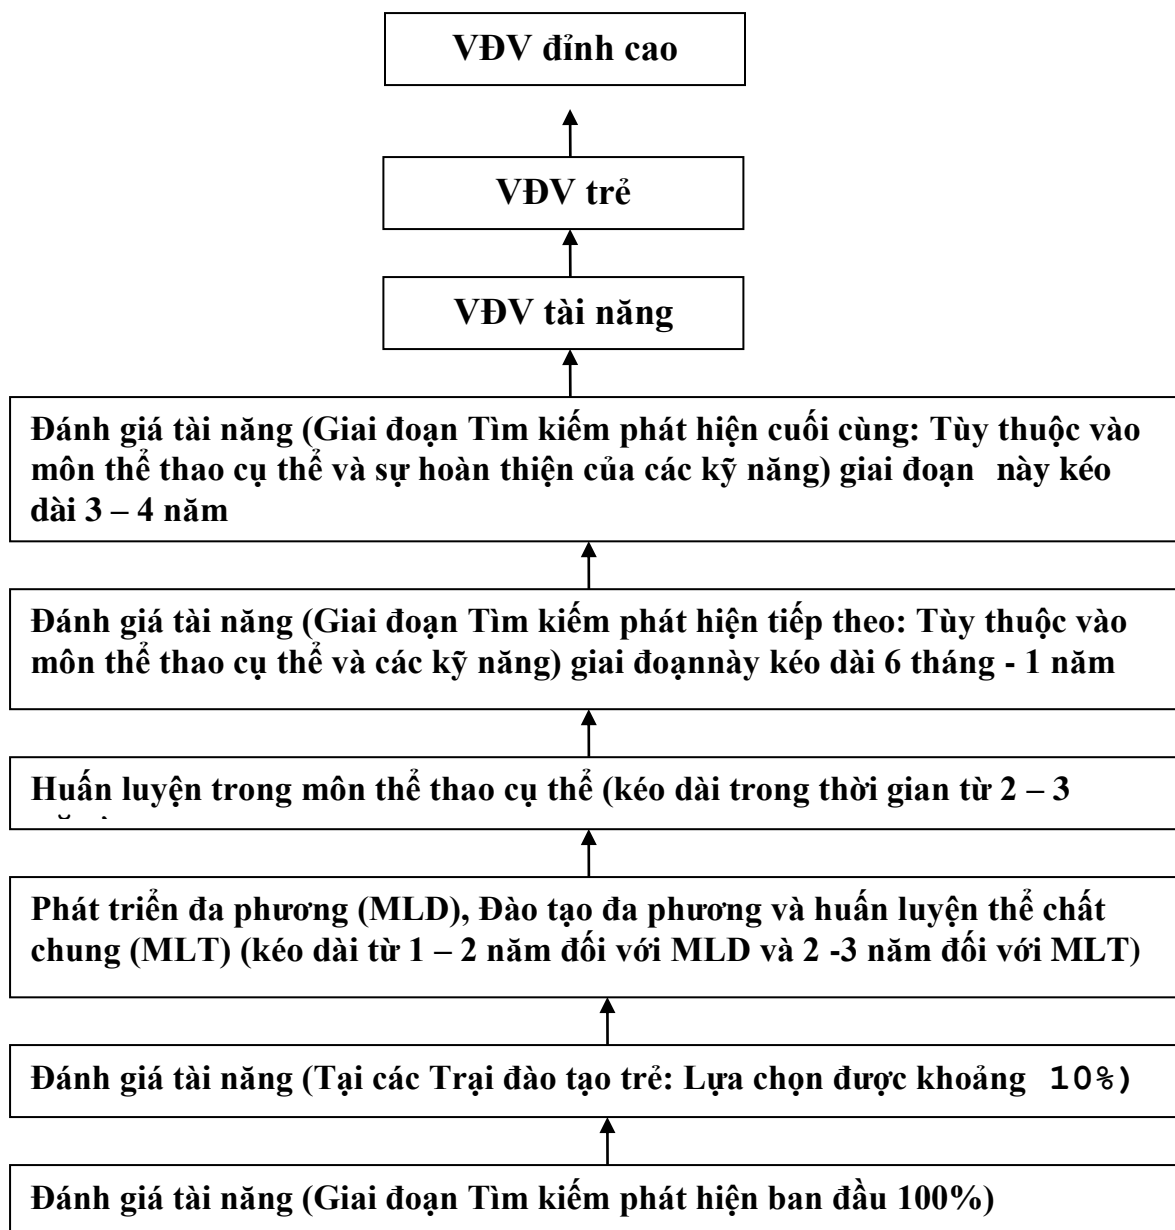 VĐV đỉnh cao
VĐV trẻ
VĐV tài năng
Đánh giá tài năng (Giai đoạn Tìm kiếm phát hiện cuối cùng: Tùy thuộc vào
môn thể thao cụ thể và sự hoàn thiện của các kỹ năng) giai đoạn này kéo
dài 3 – 4 năm
Đánh giá tài năng (Giai đoạn Tìm kiếm phát hiện tiếp theo: Tùy thuộc vào
môn thể thao cụ thể và các kỹ năng) giai đoạnnày kéo dài 6 tháng - 1 năm
Huấn luyện trong môn thể thao cụ thể (kéo dài trong thời gian từ 2 – 3
Phát triển đa phương (MLD), Đào tạo đa phương và huấn luyện thể chất
chung (MLT) (kéo dài từ 1 – 2 năm đối với MLD và 2 -3 năm đối với MLT)
Đánh giá tài năng (Tại các Trại đào tạo trẻ: Lựa chọn được khoảng 10%)
Đánh giá tài năng (Giai đoạn Tìm kiếm phát hiện ban đầu 100%)